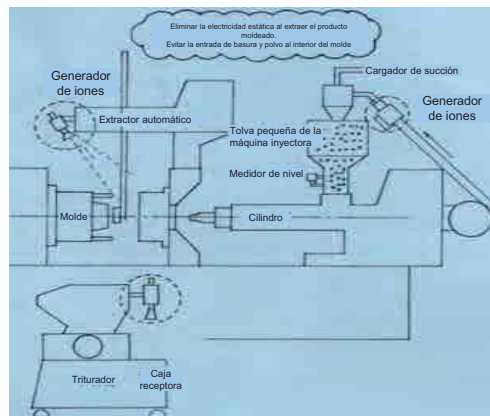 Eliminar la electricidad estática al extraer el producto
moldeado.
Evitar la entrada de basura y polvo al interior del molde
Generador
de iones
Cargador de succión
Generador
de iones
Extractor automático
Tolva pequeña de la
máquina inyectora
Medidor de nivel
Molde
Cilindro
Triturador
Caja
receptora